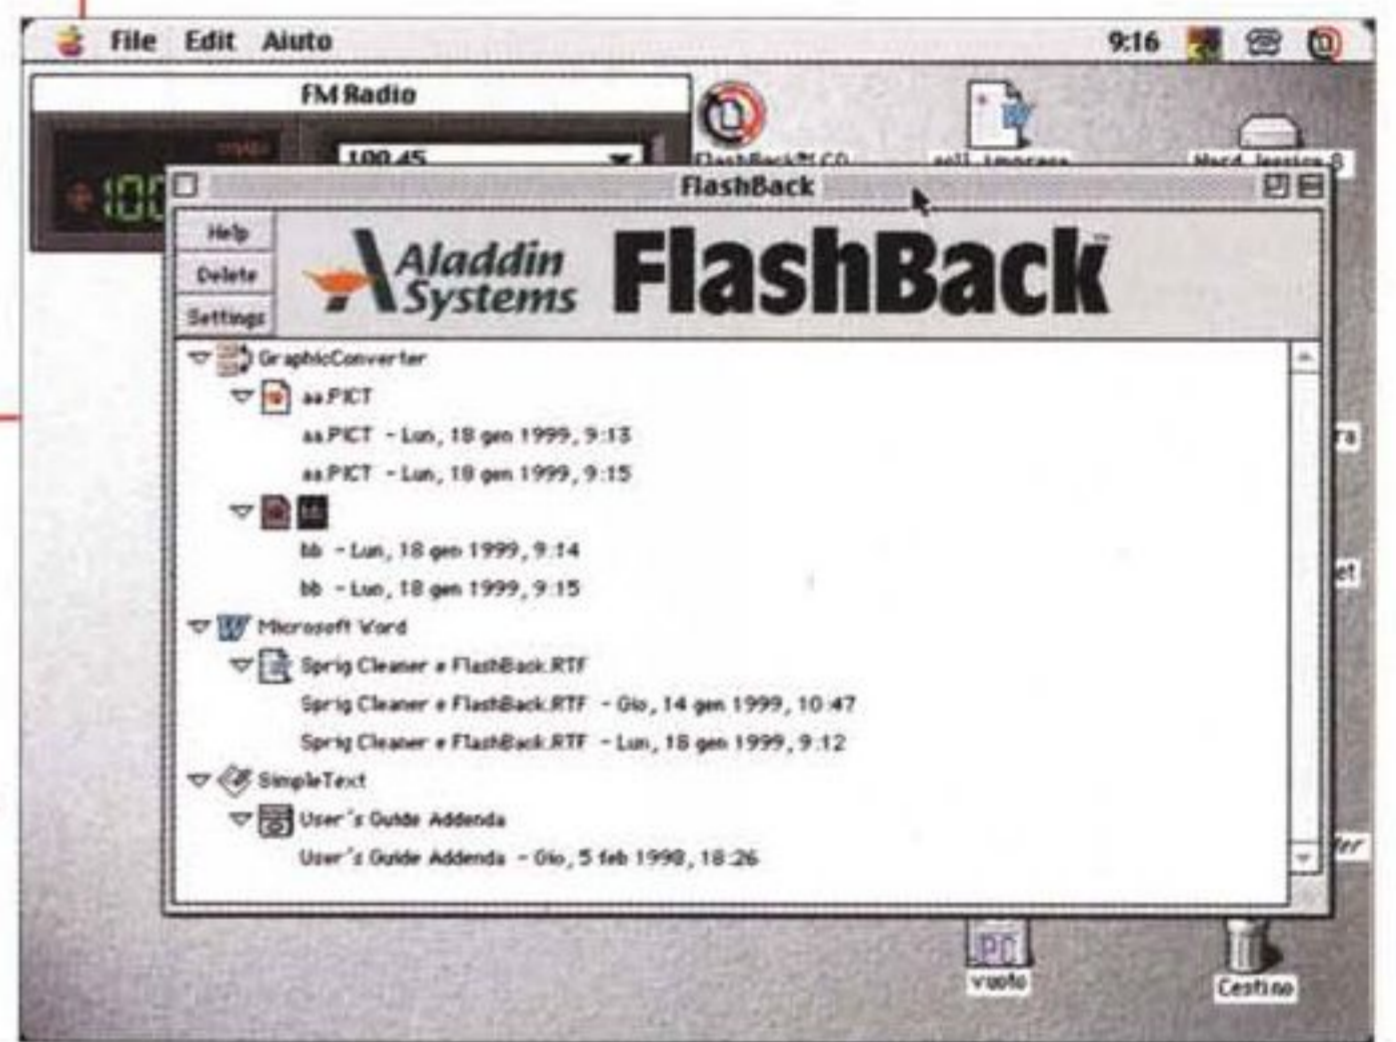 File Edit Aiuto 9:16
FM Radio
100.45
FlashBack
Help
Delete
Settings
Aladdin
Systems
FlashBack™
GraphicConverter
aa.PICT
aa.PICT - Lun, 18 gen 1999, 9:13
aa.PICT - Lun, 18 gen 1999, 9:15
bb
bb - Lun, 18 gen 1999, 9:14
bb - Lun, 18 gen 1999, 9:15
Microsoft Word
Sprig Cleaner e FlashBack.RTF
Sprig Cleaner e FlashBack.RTF - Gio, 14 gen 1999, 10:47
Sprig Cleaner e FlashBack.RTF - Lun, 18 gen 1999, 9:12
SimpleText
User's Guide Addenda
User's Guide Addenda - Gio, 5 feb 1998, 18:26
vuoto
Cestino